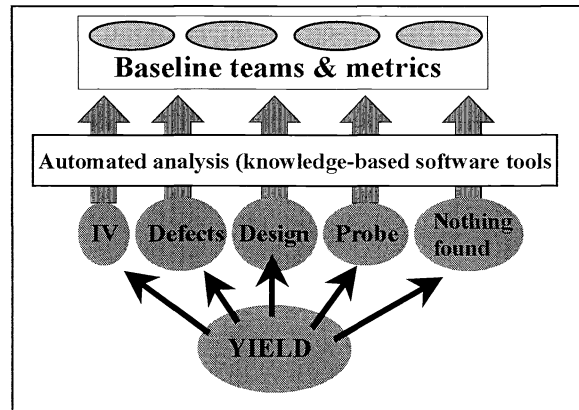 Baseline teams & metrics
Automated analysis (knowledge-based software tools
IV Defects Design Probe Nothing
found
YIELD